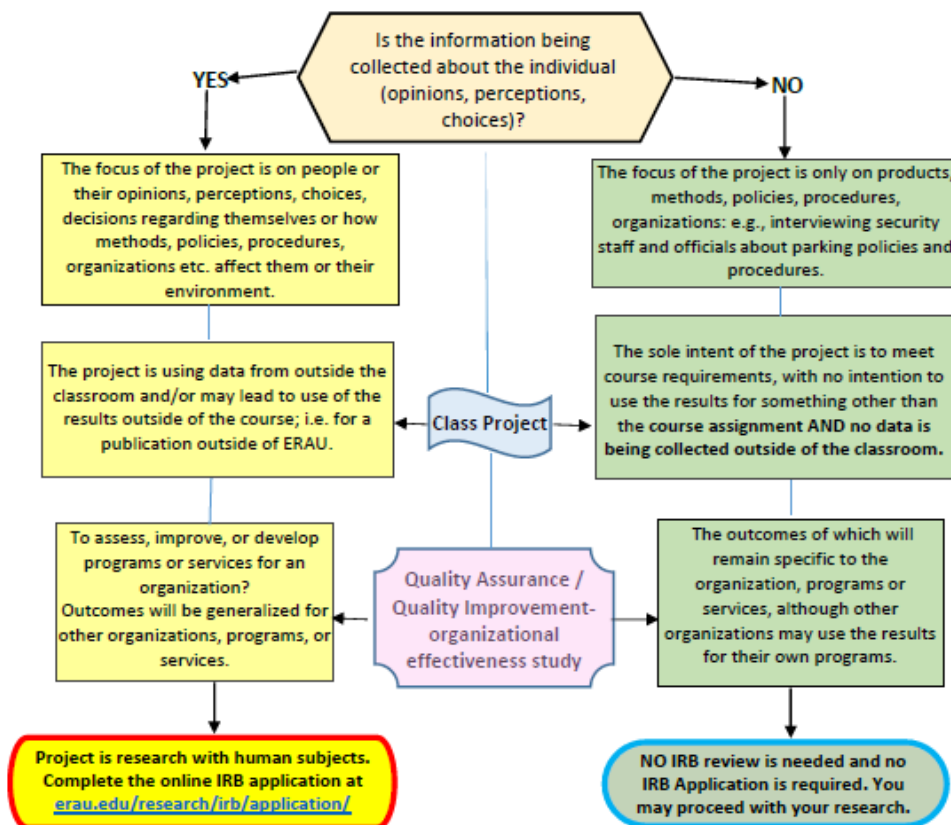 Is the information being
collected about the individual
(opinions, perceptions,
choices)?
YES
NO
The focus of the project is on people or
their opinions, perceptions, choices,
decisions regarding themselves or how
methods, policies, procedures,
organizations etc. affect them or their
environment.
The focus of the project is only on products,
methods, policies, procedures,
organizations: e.g., interviewing security
staff and officials about parking policies and
procedures.
The project is using data from outside the
classroom and/or may lead to use of the
results outside of the course; i.e. for a
publication outside of ERAU.
Class Project
The sole intent of the project is to meet
course requirements, with no intention to
use the results for something other than
the course assignment AND no data is
being collected outside of the classroom.
To assess, improve, or develop
programs or services for an
organization?
Outcomes will be generalized for
other organizations, programs, or
services.
Quality Assurance /
Quality Improvement-
organizational
effectiveness study
The outcomes of which will
remain specific to the
organization, programs or
services, although other
organizations may use the results
for their own programs.
Project is research with human subjects.
Complete the online IRB application at
erau.edu/research/irb/application/
NO IRB review is needed and no
IRB Application is required. You
may proceed with your research.